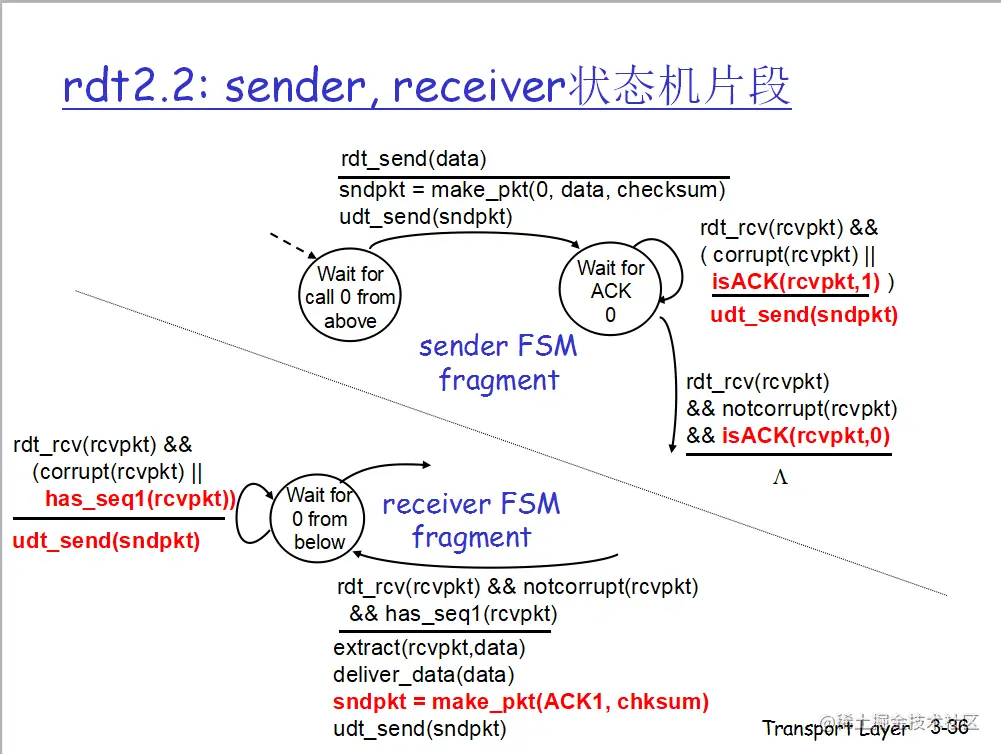 rdt2.2: sender, receiver状态机片段
rdt_send(data)
sndpkt = make_pkt(0, data, checksum)
udt_send(sndpkt)
Wait for
call 0 from
above
Wait for
ACK
0
rdt_rcv(rcvpkt) &&
( corrupt(rcvpkt) ||
isACK(rcvpkt,1) )
udt_send(sndpkt)
sender FSM
fragment
rdt_rcv(rcvpkt)
&& notcorrupt(rcvpkt)
&& isACK(rcvpkt,0)
Λ
rdt_rcv(rcvpkt) &&
(corrupt(rcvpkt) ||
has_seq1(rcvpkt))
udt_send(sndpkt)
Wait for
0 from
below
receiver FSM
fragment
rdt_rcv(rcvpkt) && notcorrupt(rcvpkt)
&& has_seq1(rcvpkt)
extract(rcvpkt,data)
deliver_data(data)
sndpkt = make_pkt(ACK1, chksum)
udt_send(sndpkt)
Transport Layer 3-36
@稀土掘金技术社区